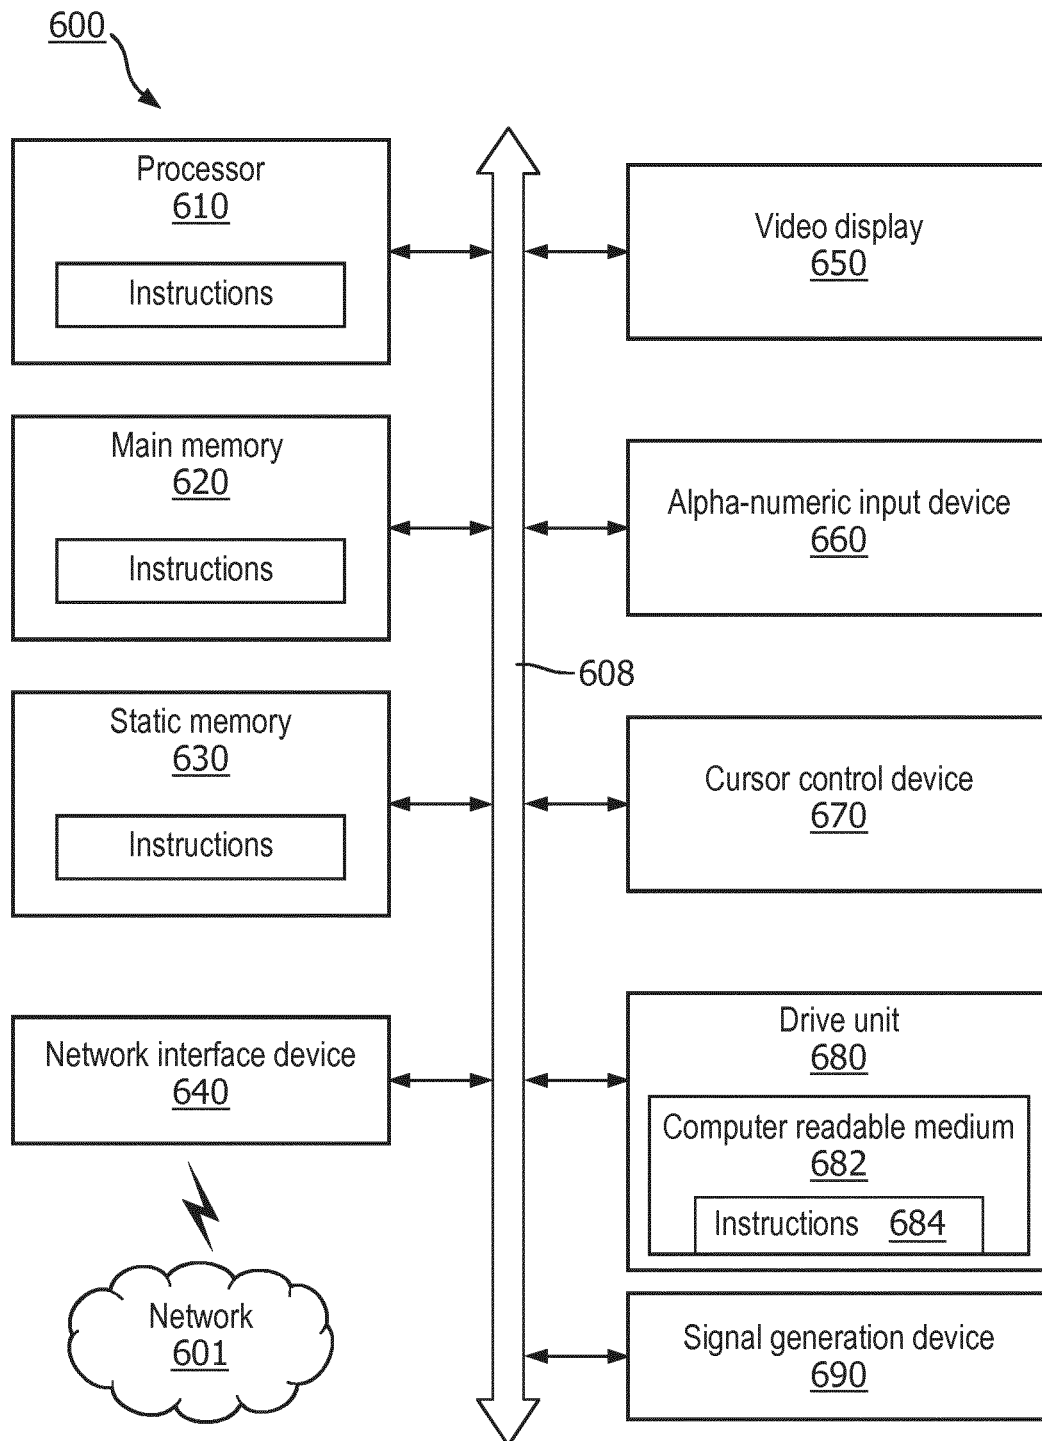 600
Processor
610
Instructions
Main memory
620
Instructions
608
Static memory
630
Instructions
Network interface device
640
Network
601
Video display
650
Alpha-numeric input device
660
Cursor control device
670
Drive unit
680
Computer readable medium
682
Instructions 684
Signal generation device
690